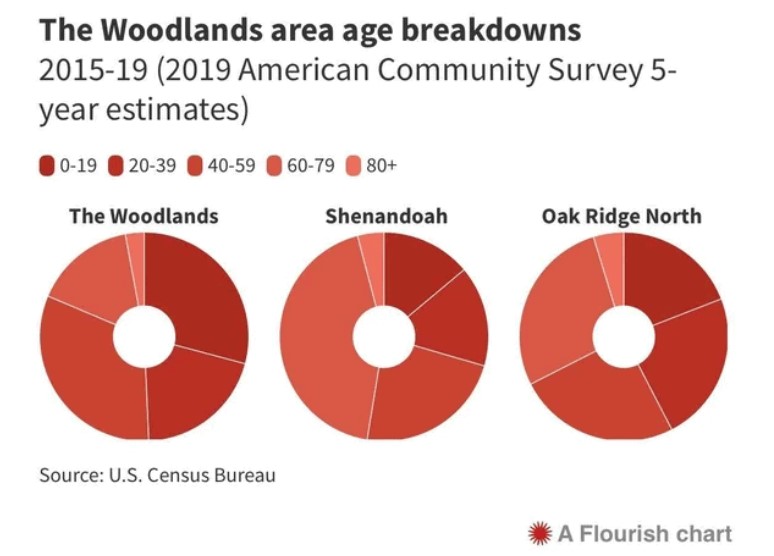 The Woodlands area age breakdowns
2015-19 (2019 American Community Survey 5-
year estimates)
0-19 20-39 40-59 60-79 80+
The Woodlands Shenandoah Oak Ridge North
Source: U.S. Census Bureau
A Flourish chart